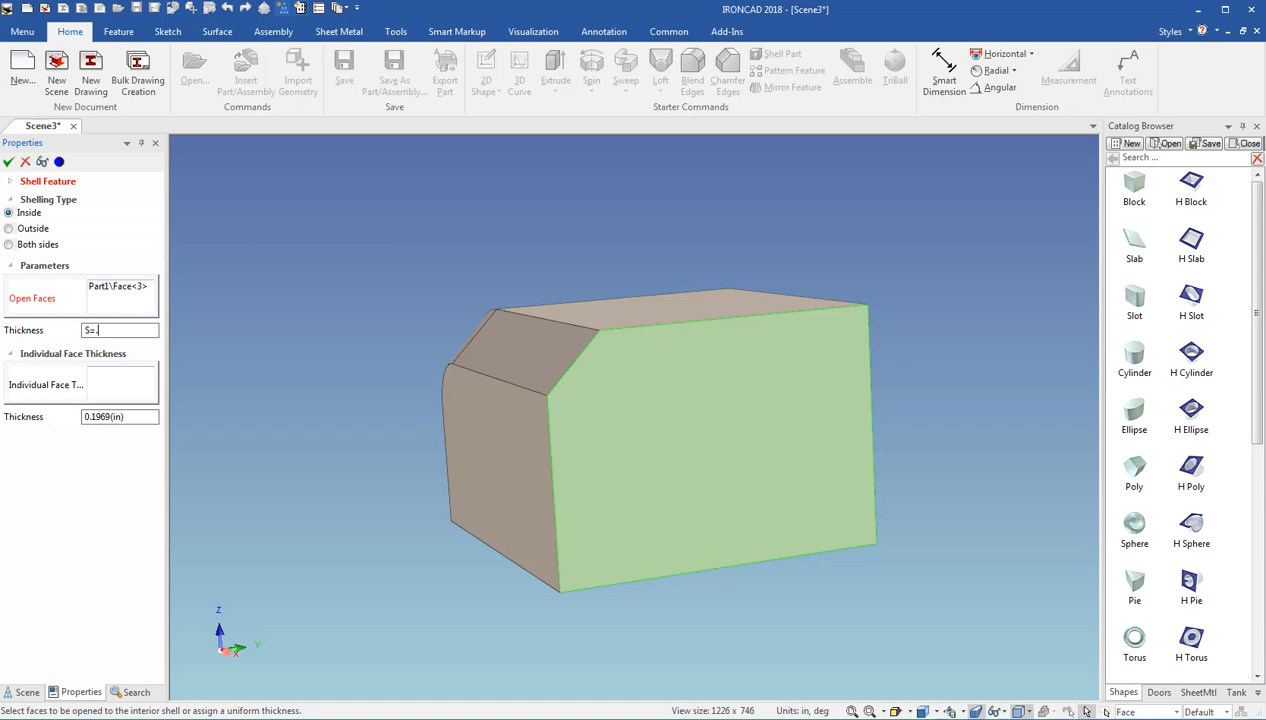 IRONCAD 2018 - [Scene3*]
Menu Home Feature Sketch Surface Assembly Sheet Metal Tools Smart Markup Visualization Annotation Common Add-Ins Styles
New... New Scene New Drawing Bulk Drawing Creation Open... Insert Part/Assembly Import Geometry Save Save As Part/Assembly... Export Part 2D Shape 3D Curve Extrude Spin Sweep Loft Blend Edges Chamfer Edges Shell Part Pattern Feature Mirror Feature Assemble TriBall Smart Dimension Horizontal Radial Angular Measurement Text Annotations
New Document Commands Save Starter Commands Dimension
Scene3*
Properties
Shell Feature
Shelling Type
Inside
Outside
Both sides
Parameters
Open Faces Part1\Face<3>
Thickness S=.
Individual Face Thickness
Individual Face T...
Thickness 0.1969(in)
Z
Y
X
Catalog Browser
New Open Save Close
Search ...
Block H Block
Slab H Slab
Slot H Slot
Cylinder H Cylinder
Ellipse H Ellipse
Poly H Poly
Sphere H Sphere
Pie H Pie
Torus H Torus
Scene Properties Search
Shapes Doors SheetMtl Tank
Select faces to be opened to the interior shell or assign a uniform thickness. View size: 1226 x 746 Units: in, deg Face Default